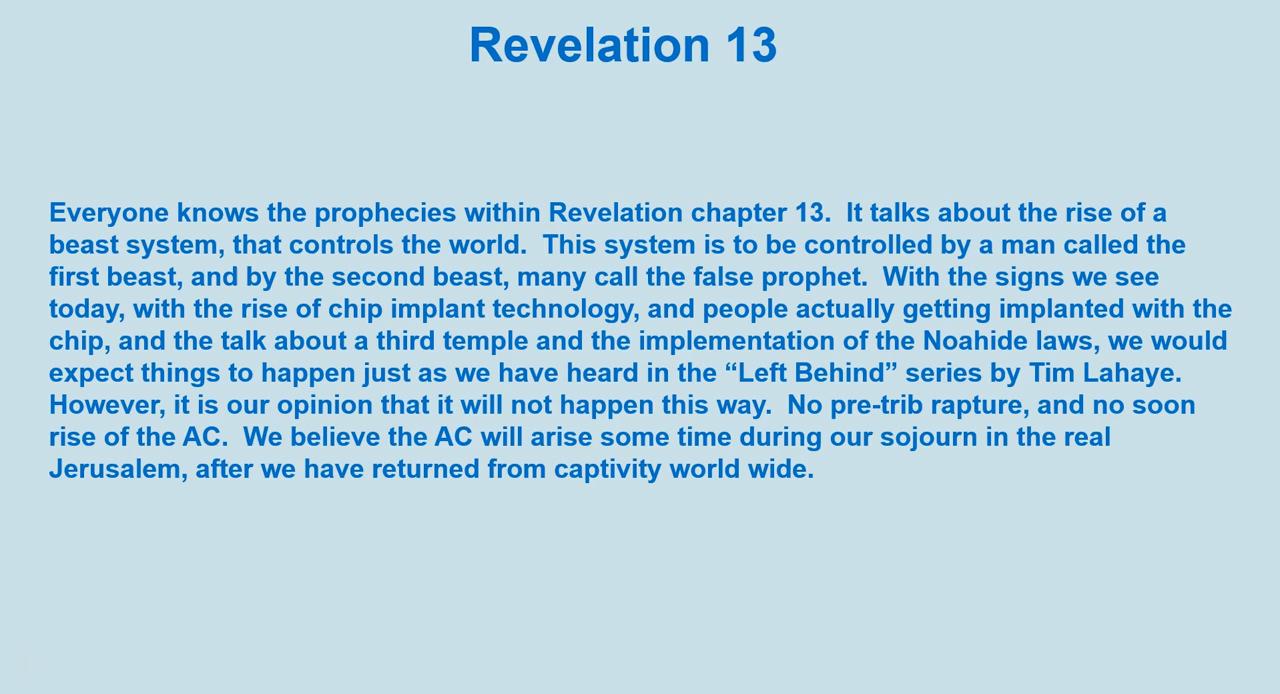 Revelation 13
Everyone knows the prophecies within Revelation chapter 13.  It talks about the rise of a
beast system, that controls the world.  This system is to be controlled by a man called the
first beast, and by the second beast, many call the false prophet.  With the signs we see
today, with the rise of chip implant technology, and people actually getting implanted with the
chip, and the talk about a third temple and the implementation of the Noahide laws, we would
expect things to happen just as we have heard in the “Left Behind” series by Tim Lahaye.
However, it is our opinion that it will not happen this way.  No pre-trib rapture, and no soon
rise of the AC.  We believe the AC will arise some time during our sojourn in the real
Jerusalem, after we have returned from captivity world wide.